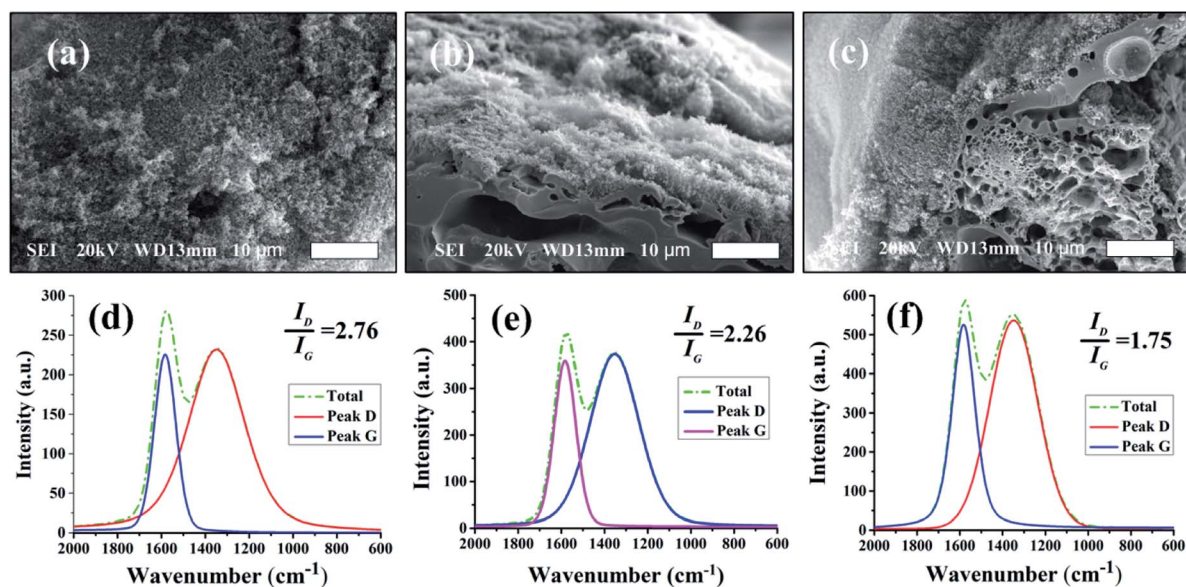 (a)
SEI 20kV WD13mm 10 μm
(b)
SEI 20kV WD13mm 10 μm
(c)
SEI 20kV WD13mm 10 μm
(d)
I_D/I_G=2.76
Total
Peak D
Peak G
Intensity (a.u.)
300
250
200
150
100
50
0
2000 1800 1600 1400 1200 1000 800 600
Wavenumber (cm⁻¹)
(e)
I_D/I_G=2.26
Total
Peak D
Peak G
Intensity (a.u.)
500
400
300
200
100
0
2000 1800 1600 1400 1200 1000 800 600
Wavenumber (cm⁻¹)
(f)
I_D/I_G=1.75
Total
Peak D
Peak G
Intensity (a.u.)
600
500
400
300
200
100
0
2000 1800 1600 1400 1200 1000 800 600
Wavenumber (cm⁻¹)